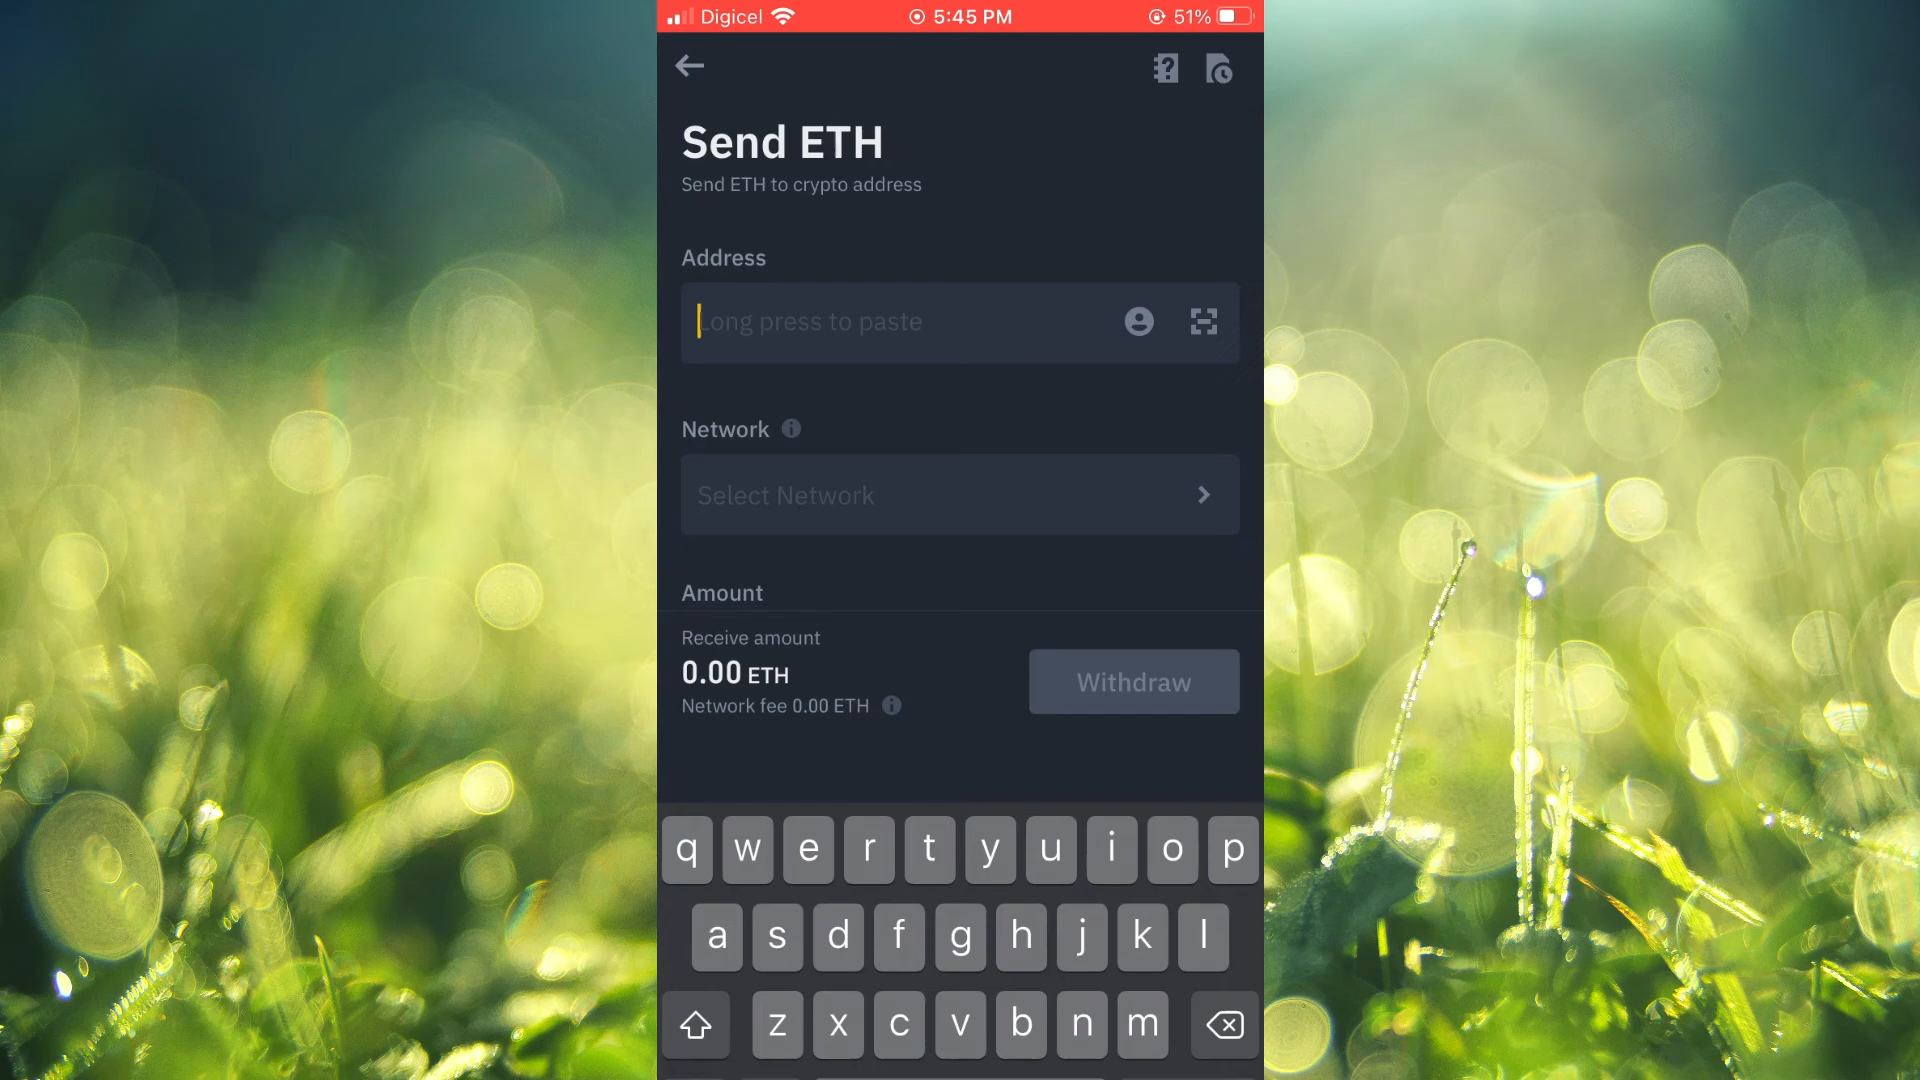 Digicel 5:45 PM 51%
Send ETH
Send ETH to crypto address
Address
Long press to paste
Network
Select Network
Amount
Receive amount
0.00 ETH
Network fee 0.00 ETH
Withdraw
q w e r t y u i o p
a s d f g h j k l
z x c v b n m